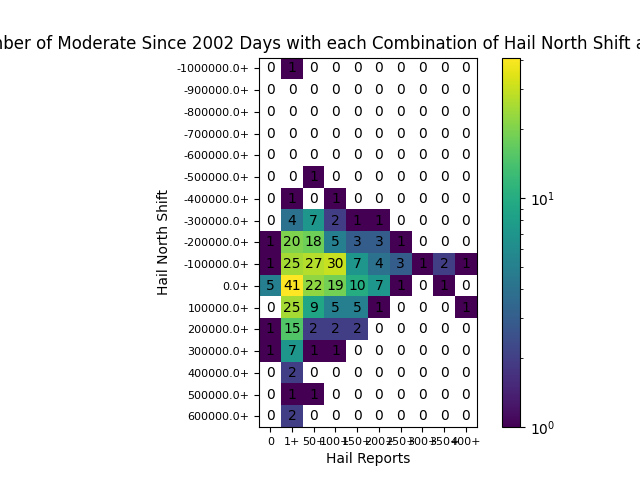 ber of Moderate Since 2002 Days with each Combination of Hail North Shift a
-1000000.0+ 0 1 0 0 0 0 0 0 0 0
-900000.0+ 0 0 0 0 0 0 0 0 0 0
-800000.0+ 0 0 0 0 0 0 0 0 0 0
-700000.0+ 0 0 0 0 0 0 0 0 0 0
-600000.0+ 0 0 0 0 0 0 0 0 0 0
-500000.0+ 0 0 1 0 0 0 0 0 0 0
-400000.0+ 0 1 0 1 0 0 0 0 0 0
-300000.0+ 0 4 7 2 1 1 0 0 0 0
-200000.0+ 1 20 18 5 3 3 1 0 0 0
-100000.0+ 1 25 27 30 7 4 3 1 2 1
0.0+ 5 41 22 19 10 7 1 0 1 0
100000.0+ 0 25 9 5 5 1 0 0 0 1
200000.0+ 1 15 2 2 2 0 0 0 0 0
300000.0+ 1 7 1 1 0 0 0 0 0 0
400000.0+ 0 2 0 0 0 0 0 0 0 0
500000.0+ 0 1 1 0 0 0 0 0 0 0
600000.0+ 0 2 0 0 0 0 0 0 0 0
0 1+ 50+ 100+ 150+ 200+ 250+ 300+ 350+ 400+
Hail Reports
Hail North Shift
10¹
10⁰